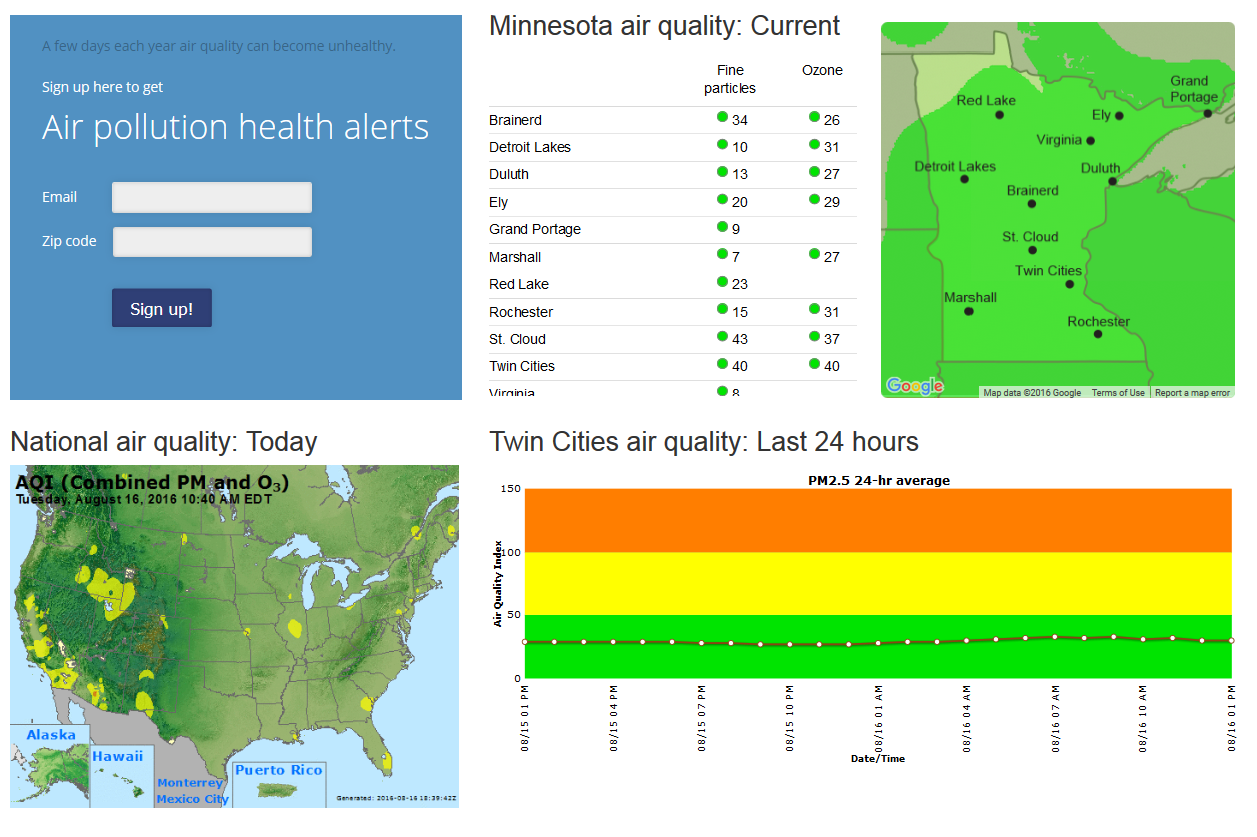 A few days each year air quality can become unhealthy.
Sign up here to get
Air pollution health alerts
Email
Zip code
Sign up!
Minnesota air quality: Current
Fine particles Ozone
Brainerd 34 26
Detroit Lakes 10 31
Duluth 13 27
Ely 20 29
Grand Portage 9
Marshall 7 27
Red Lake 23
Rochester 15 31
St. Cloud 43 37
Twin Cities 40 40
Virginia 8
Grand
Portage
Red Lake
Ely
Virginia
Detroit Lakes
Duluth
Brainerd
St. Cloud
Twin Cities
Marshall
Rochester
Google
Map data ©2016 Google Terms of Use Report a map error
National air quality: Today
AQI (Combined PM and O₃)
Tuesday, August 16, 2016 10:40 AM EDT
Alaska
Hawaii
Monterrey
Mexico City
Puerto Rico
Generated: 2016-08-16 18:39:42Z
Twin Cities air quality: Last 24 hours
PM2.5 24-hr average
150
100
50
0
Air Quality Index
08/15 01 PM
08/15 04 PM
08/15 07 PM
08/15 10 PM
08/16 01 AM
08/16 04 AM
08/16 07 AM
08/16 10 AM
08/16 01 PM
Date/Time